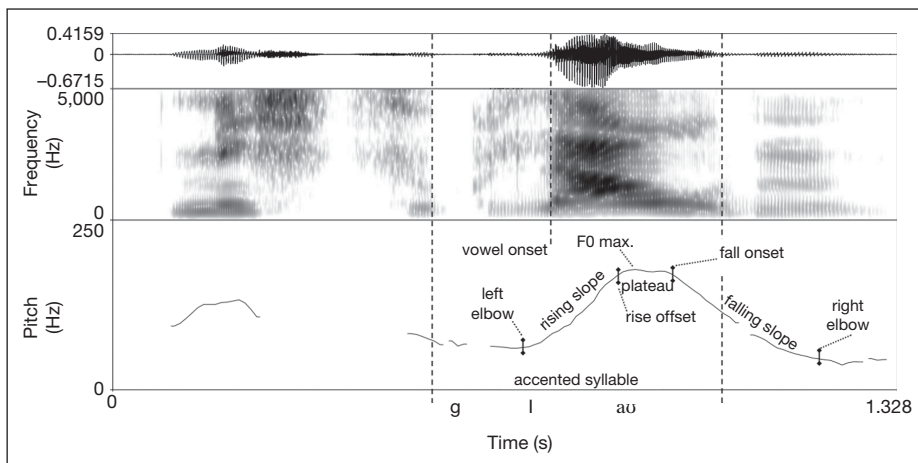 0.4159
0
–0.6715
5,000
Frequency
(Hz)
0
250
Pitch
(Hz)
0
vowel onset
F0 max.
fall onset
left
elbow
rising slope
plateau
rise offset
falling slope
right
elbow
accented syllable
0
g
l
aʊ
1.328
Time (s)